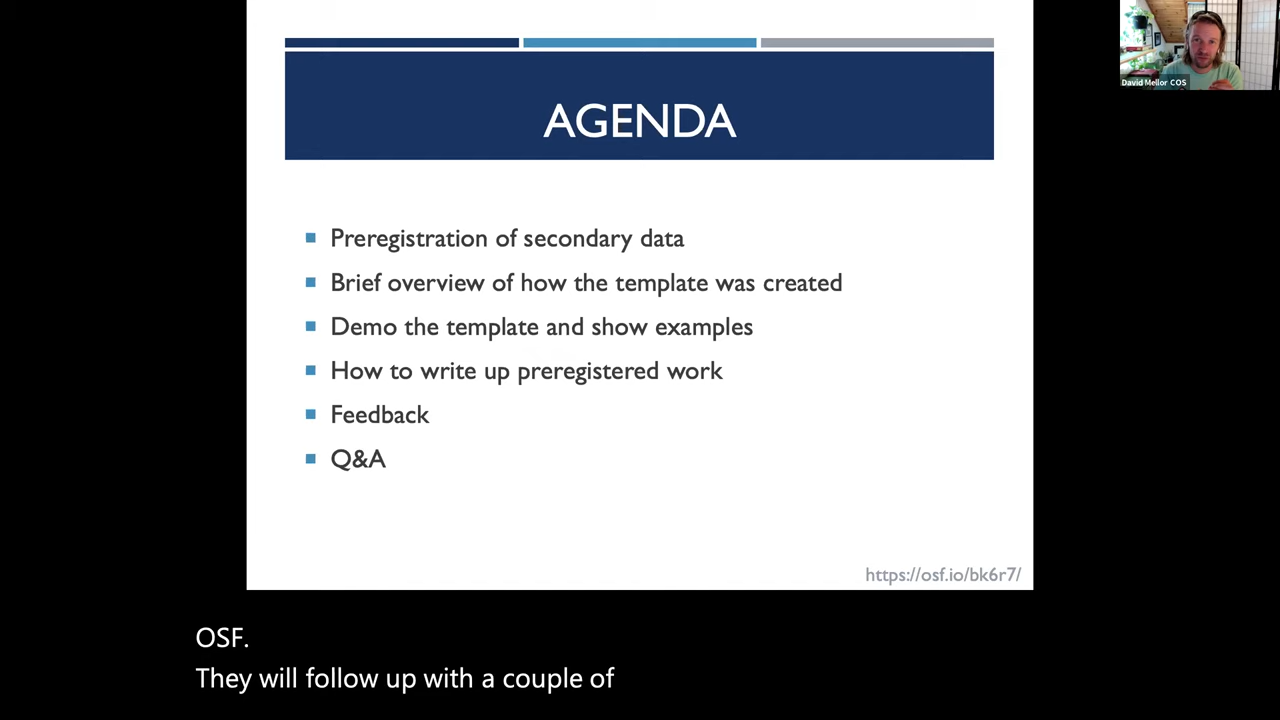 David Mellor COS
AGENDA
Preregistration of secondary data
Brief overview of how the template was created
Demo the template and show examples
How to write up preregistered work
Feedback
Q&A
https://osf.io/bk6r7/
OSF.
They will follow up with a couple of